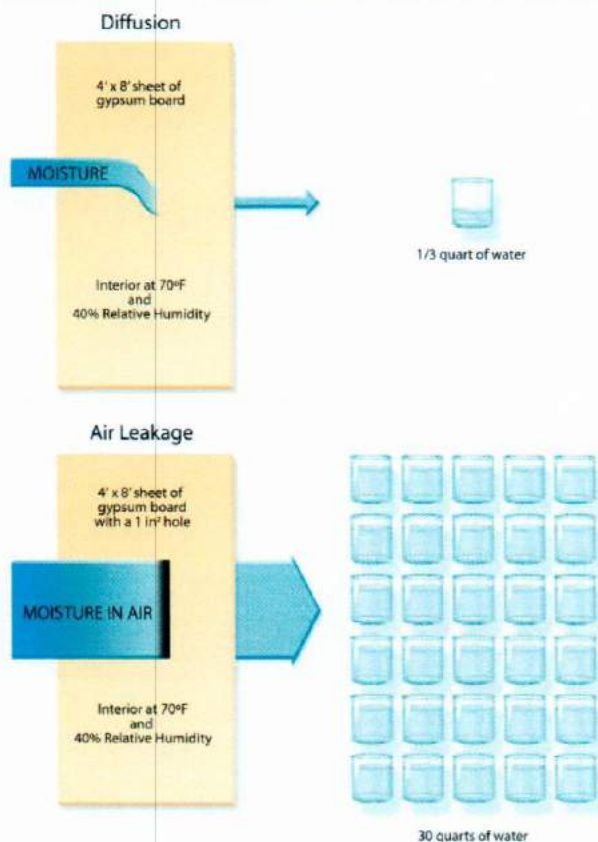 Diffusion
4' x 8' sheet of
gypsum board
MOISTURE
1/3 quart of water
Interior at 70ºF
and
40% Relative Humidity
Air Leakage
4' x 8' sheet of
gypsum board
with a 1 in² hole
MOISTURE IN AIR
Interior at 70ºF
and
40% Relative Humidity
30 quarts of water